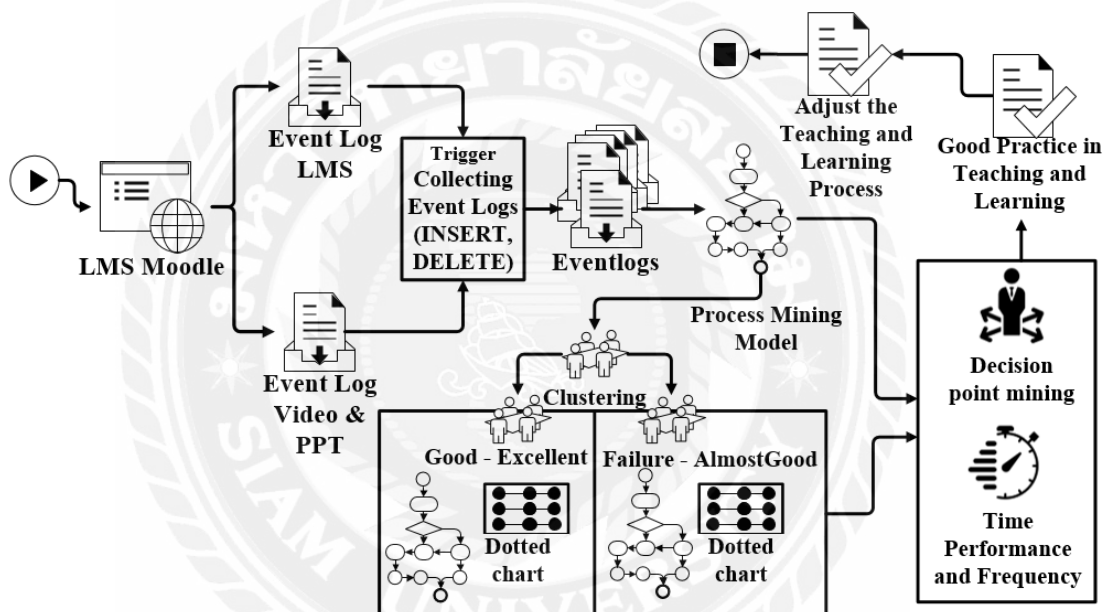 Event Log
LMS
LMS Moodle
Event Log
Video &
PPT
Trigger
Collecting
Event Logs
(INSERT,
DELETE)
Eventlogs
Process Mining
Model
Clustering
Good - Excellent
Dotted
chart
Failure - AlmostGood
Dotted
chart
Decision
point mining
Time
Performance
and Frequency
Good Practice in
Teaching and
Learning
Adjust the
Teaching and
Learning
Process
SIAM